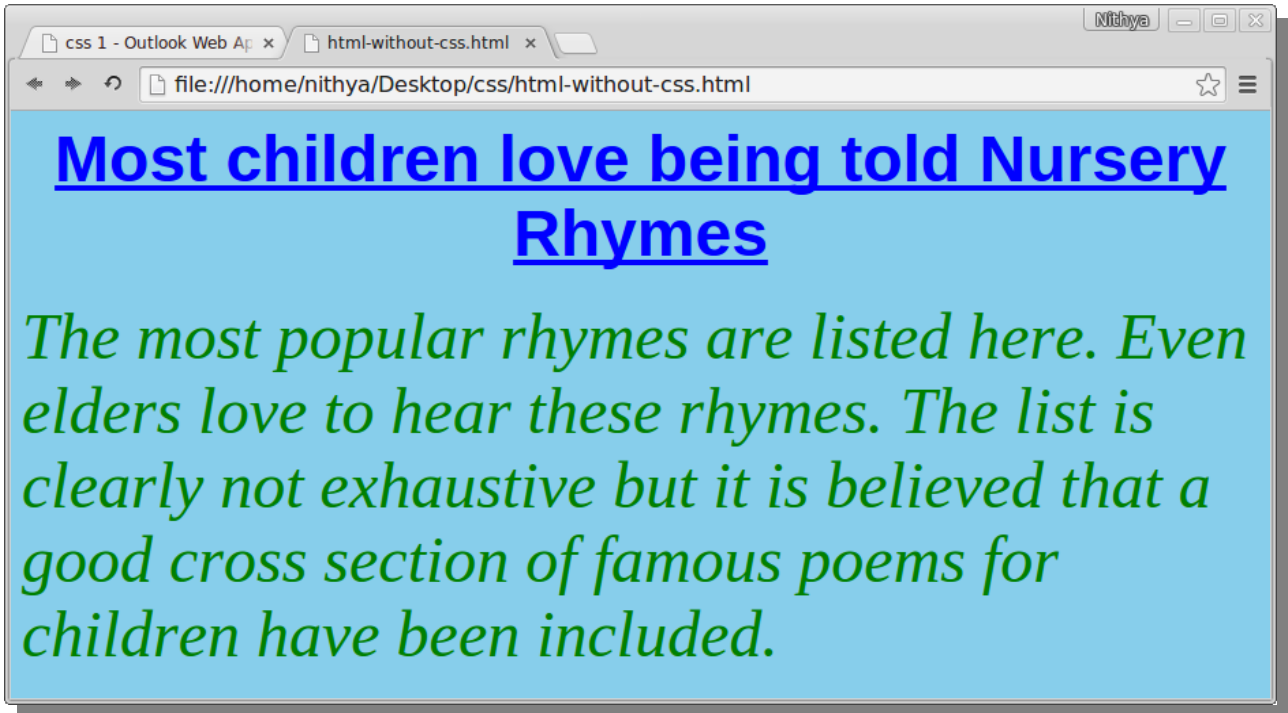 Nithya
css 1 - Outlook Web Ap
html-without-css.html
file:///home/nithya/Desktop/css/html-without-css.html
Most children love being told Nursery
Rhymes
The most popular rhymes are listed here. Even
elders love to hear these rhymes. The list is
clearly not exhaustive but it is believed that a
good cross section of famous poems for
children have been included.